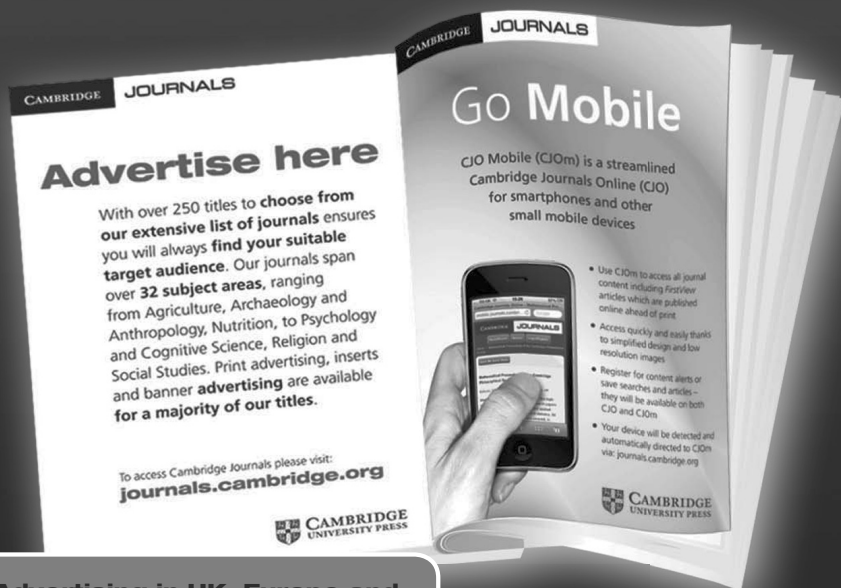 CAMBRIDGE JOURNALS
Advertise here
With over 250 titles to choose from
our extensive list of journals ensures
you will always find your suitable
target audience. Our journals span
over 32 subject areas, ranging
from Agriculture, Archaeology and
Anthropology, Nutrition, to Psychology
and Cognitive Science, Religion and
Social Studies. Print advertising, inserts
and banner advertising are available
for a majority of our titles.
To access Cambridge Journals please visit:
journals.cambridge.org
CAMBRIDGE
UNIVERSITY PRESS
CAMBRIDGE JOURNALS
Go Mobile
CJO Mobile (CJOm) is a streamlined
Cambridge Journals Online (CJO)
for smartphones and other
small mobile devices
• Use CJOm to access all journal
content including FirstView
articles which are published
online ahead of print
• Access quickly and easily thanks
to simplified design and low
resolution images
• Register for content alerts or
save searches and articles –
they will be available on both
CJO and CJOm
• Your device will be detected and
automatically directed to CJOm
via: journals.cambridge.org
CAMBRIDGE JOURNALS
CAMBRIDGE
UNIVERSITY PRESS
Advertising in UK, Europe and